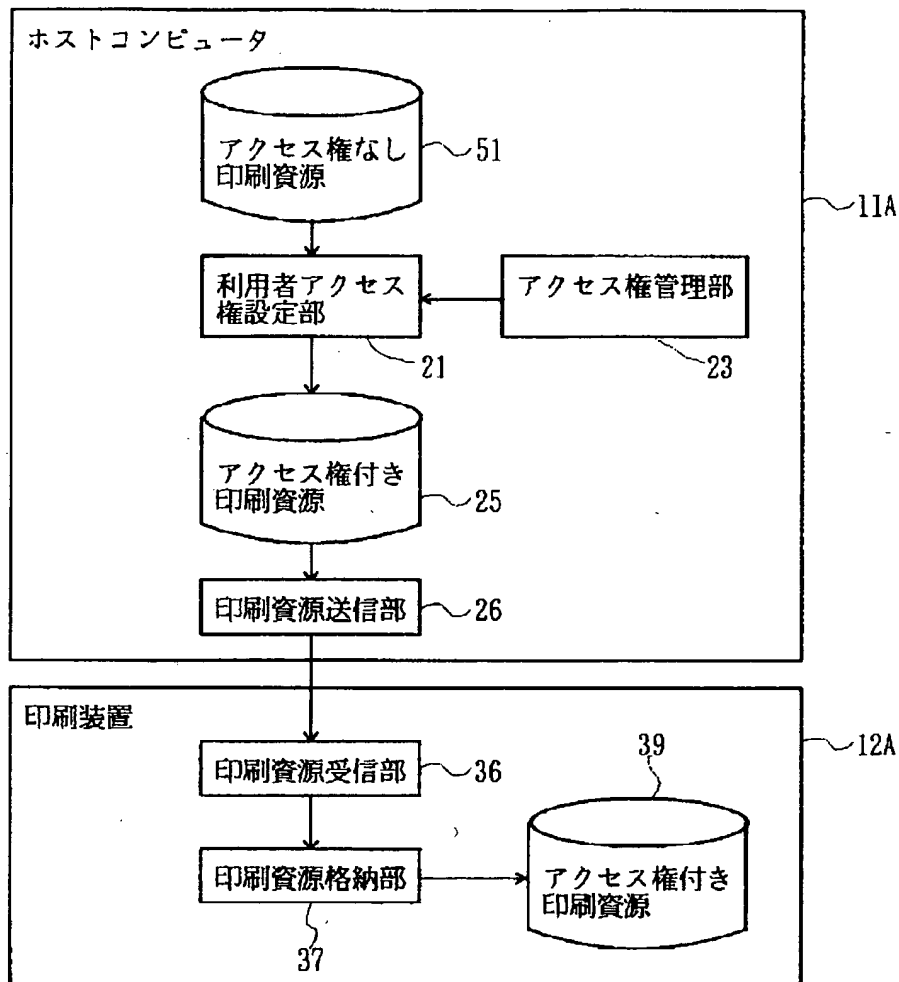 ホストコンピュータ
アクセス権なし
印刷資源
51
11A
利用者アクセス
権設定部
アクセス権管理部
21
23
アクセス権付き
印刷資源
25
印刷資源送信部
26
印刷装置
12A
印刷資源受信部
36
39
印刷資源格納部
アクセス権付き
印刷資源
37